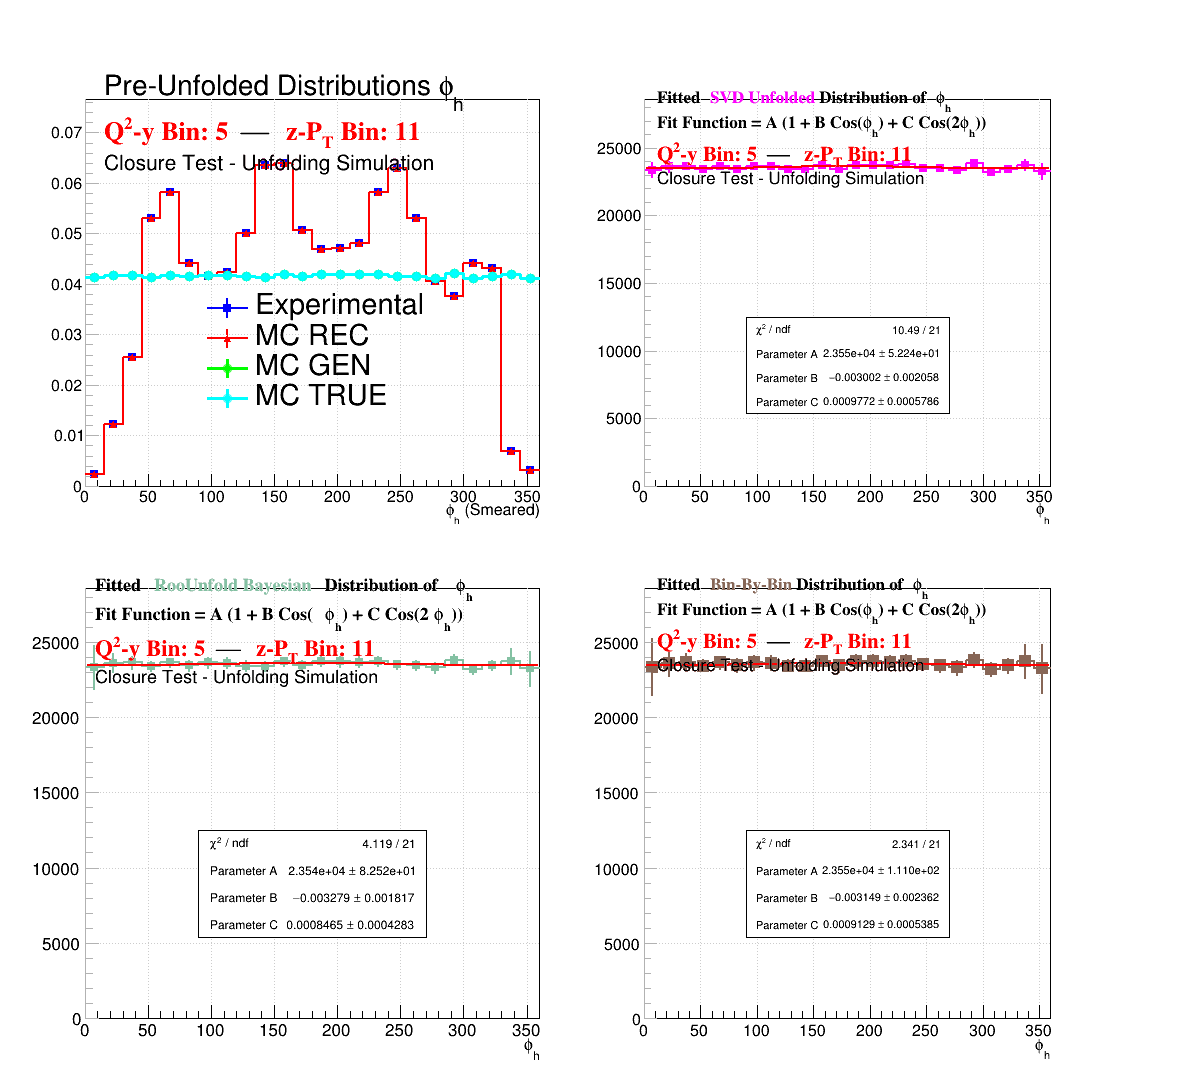 Pre-Unfolded Distributions ϕh
Q²-y Bin: 5 — z-PT Bin: 11
Closure Test - Unfolding Simulation
0.07
0.06
0.05
0.04
0.03
0.02
0.01
0
Experimental
MC REC
MC GEN
MC TRUE
0 50 100 150 200 250 300 350
ϕh (Smeared)
Fitted SVD Unfolded Distribution of ϕh
Fit Function = A (1 + B Cos(ϕh) + C Cos(2ϕh))
Q²-y Bin: 5 — z-PT Bin: 11
Closure Test - Unfolding Simulation
25000
20000
15000
10000
5000
0
χ² / ndf 10.49 / 21
Parameter A 2.355e+04 ± 5.224e+01
Parameter B −0.003002 ± 0.002058
Parameter C 0.0009772 ± 0.0005786
0 50 100 150 200 250 300 350
ϕh
Fitted RooUnfold Bayesian Distribution of ϕh
Fit Function = A (1 + B Cos( ϕh) + C Cos(2 ϕh))
Q²-y Bin: 5 — z-PT Bin: 11
Closure Test - Unfolding Simulation
25000
20000
15000
10000
5000
0
χ² / ndf 4.119 / 21
Parameter A 2.354e+04 ± 8.252e+01
Parameter B −0.003279 ± 0.001817
Parameter C 0.0008465 ± 0.0004283
0 50 100 150 200 250 300 350
ϕh
Fitted Bin-By-Bin Distribution of ϕh
Fit Function = A (1 + B Cos(ϕh) + C Cos(2ϕh))
Q²-y Bin: 5 — z-PT Bin: 11
Closure Test - Unfolding Simulation
25000
20000
15000
10000
5000
0
χ² / ndf 2.341 / 21
Parameter A 2.355e+04 ± 1.110e+02
Parameter B −0.003149 ± 0.002362
Parameter C 0.0009129 ± 0.0005385
0 50 100 150 200 250 300 350
ϕh